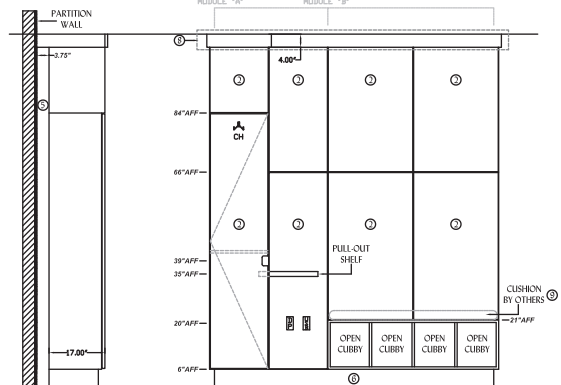 MODULE "A" MODULE "B"
PARTITION
WALL
8
3.75"
4.00"
2 2 2 2
5
84"AFF
CH
66"AFF
2 2 2 2
39"AFF
35"AFF
PULL-OUT
SHELF
CUSHION
BY OTHERS 9
20"AFF
21"AFF
OPEN
CUBBY
OPEN
CUBBY
OPEN
CUBBY
OPEN
CUBBY
17.00"
6"AFF
6